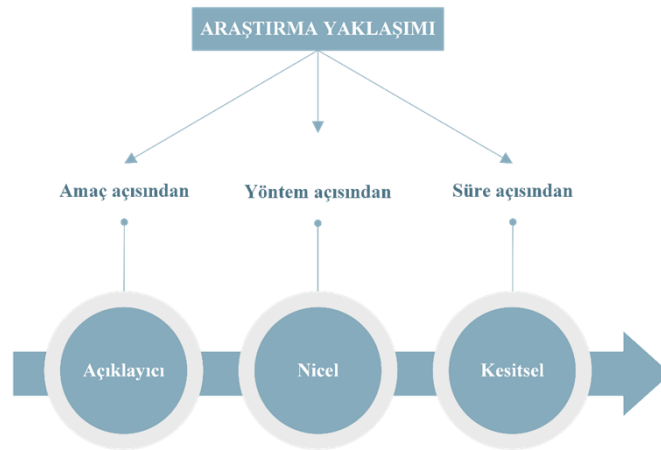 ARAŞTIRMA YAKLAŞIMI
Amaç açısından
Yöntem açısından
Süre açısından
Açıklayıcı
Nicel
Kesitsel